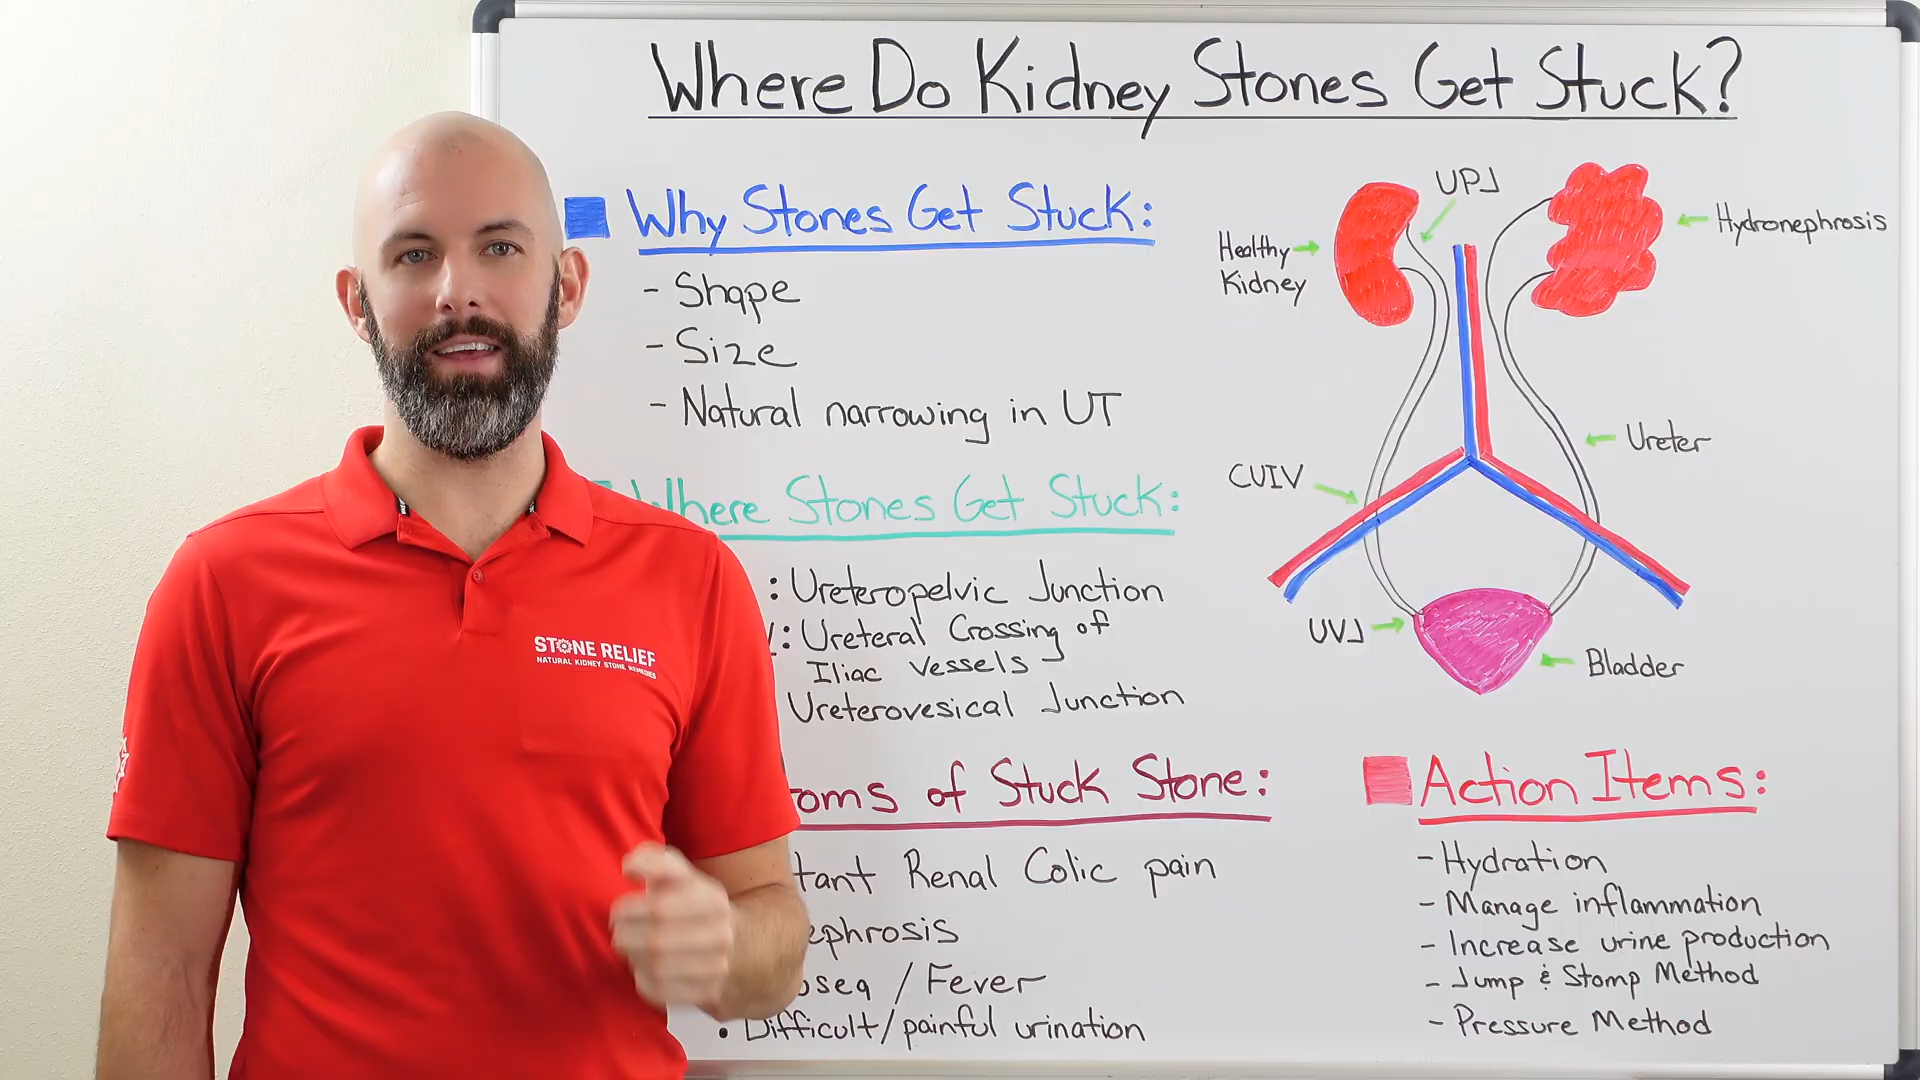 Where Do Kidney Stones Get Stuck?
Why Stones Get Stuck:
- Shape
- Size
- Natural narrowing in UT
Where Stones Get Stuck:
: Ureteropelvic Junction
: Ureteral Crossing of
Iliac Vessels
Ureterovesical Junction
oms of Stuck Stone:
tant Renal Colic pain
ephrosis
sea / Fever
• Difficult/painful urination
UPJ
Healthy
Kidney
Hydronephrosis
Ureter
CUIV
UVJ
Bladder
Action Items:
- Hydration
- Manage inflammation
- Increase urine production
- Jump & Stomp Method
- Pressure Method
STONE RELIEF
NATURAL KIDNEY STONE REMEDIES